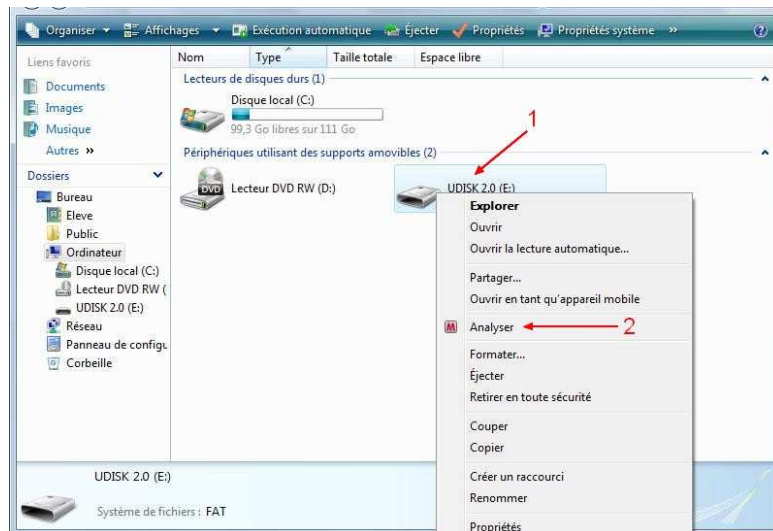 Organiser Affichages Exécution automatique Éjecter Propriétés Propriétés système »
Liens favoris
Documents
Images
Musique
Autres »
Dossiers
Bureau
Eleve
Public
Ordinateur
Disque local (C:)
Lecteur DVD RW (
UDISK 2.0 (E:)
Réseau
Panneau de configu
Corbeille
Nom Type Taille totale Espace libre
Lecteurs de disques durs (1)
Disque local (C:)
99,3 Go libres sur 111 Go
Périphériques utilisant des supports amovibles (2)
DVD
Lecteur DVD RW (D:)
UDISK 2.0 (E:)
1
Explorer
Ouvrir
Ouvrir la lecture automatique...
Partager...
Ouvrir en tant qu'appareil mobile
M Analyser 2
Formater...
Éjecter
Retirer en toute sécurité
Couper
Copier
Créer un raccourci
Renommer
Propriétés
UDISK 2.0 (E:)
Système de fichiers : FAT